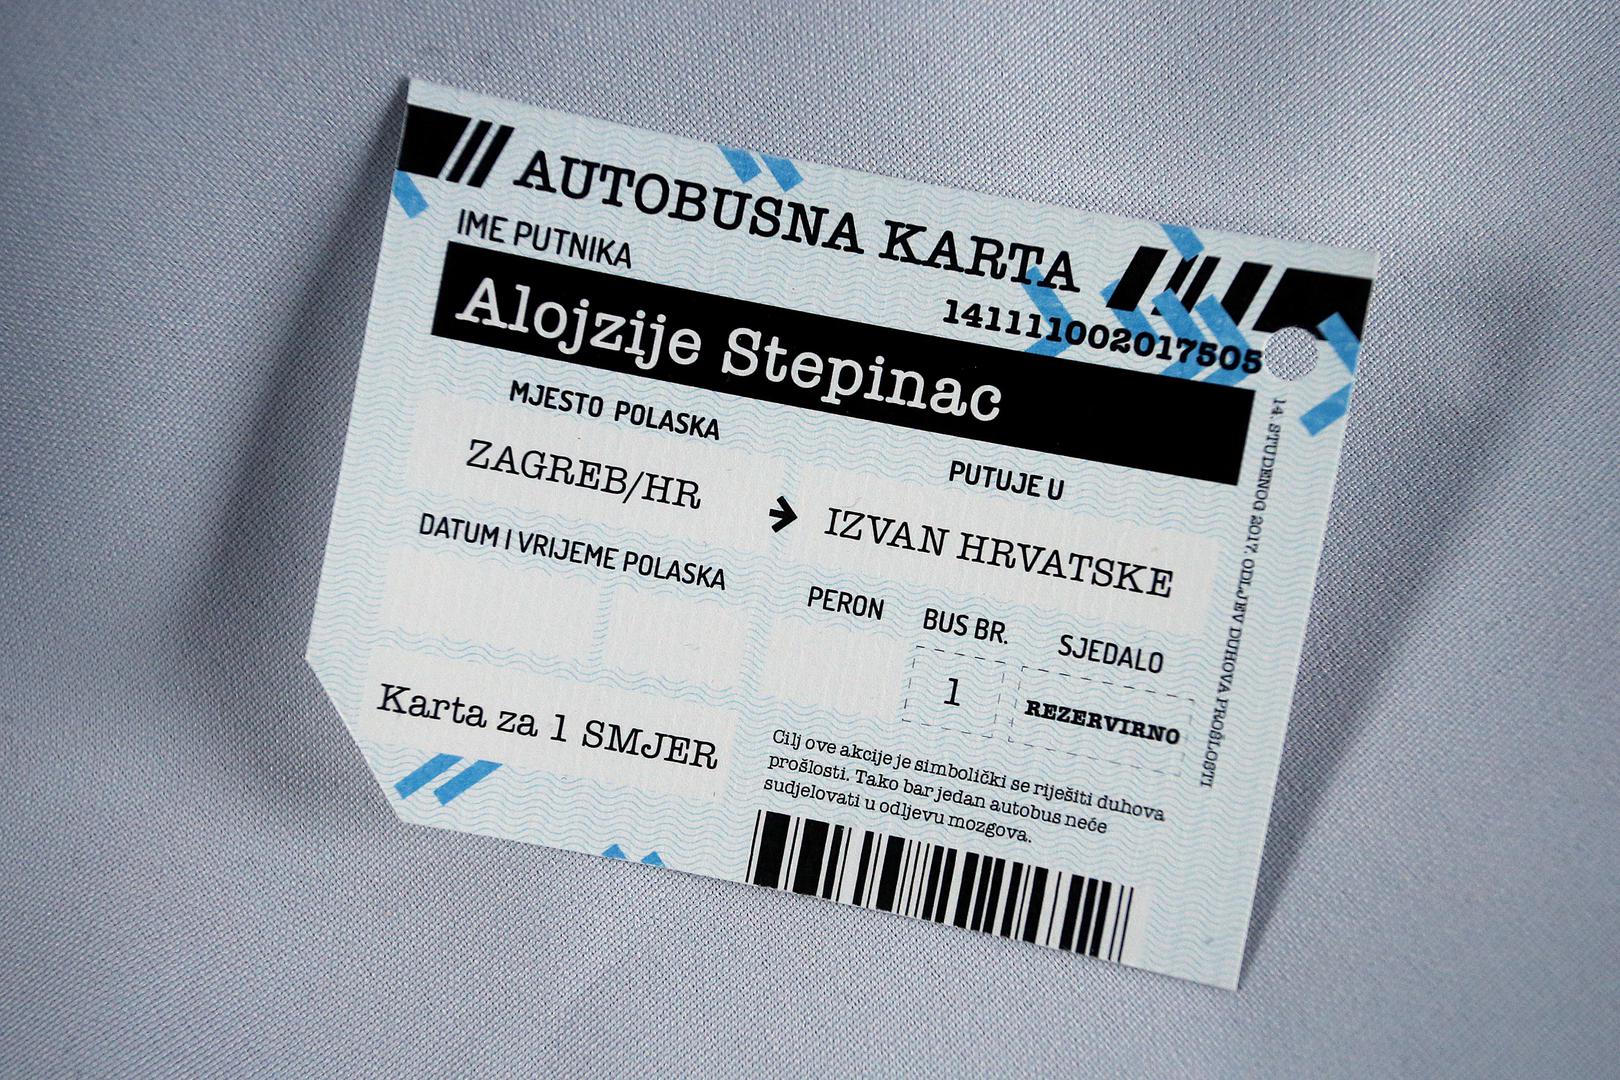 AUTOBUSNA KARTA
IME PUTNIKA
141111002017505
Alojzije Stepinac
MJESTO POLASKA
PUTUJE U
ZAGREB/HR
IZVAN HRVATSKE
DATUM I VRIJEME POLASKA
PERON
BUS BR.
SJEDALO
1
REZERVIRNO
Karta za 1 SMJER
Cilj ove akcije je simbolički se riješiti duhova
prošlosti. Tako bar jedan autobus neće
sudjelovati u odljevu mozgova.
14. STUDENOG 2017. ODLJEV DUHOVA PROŠLOSTI